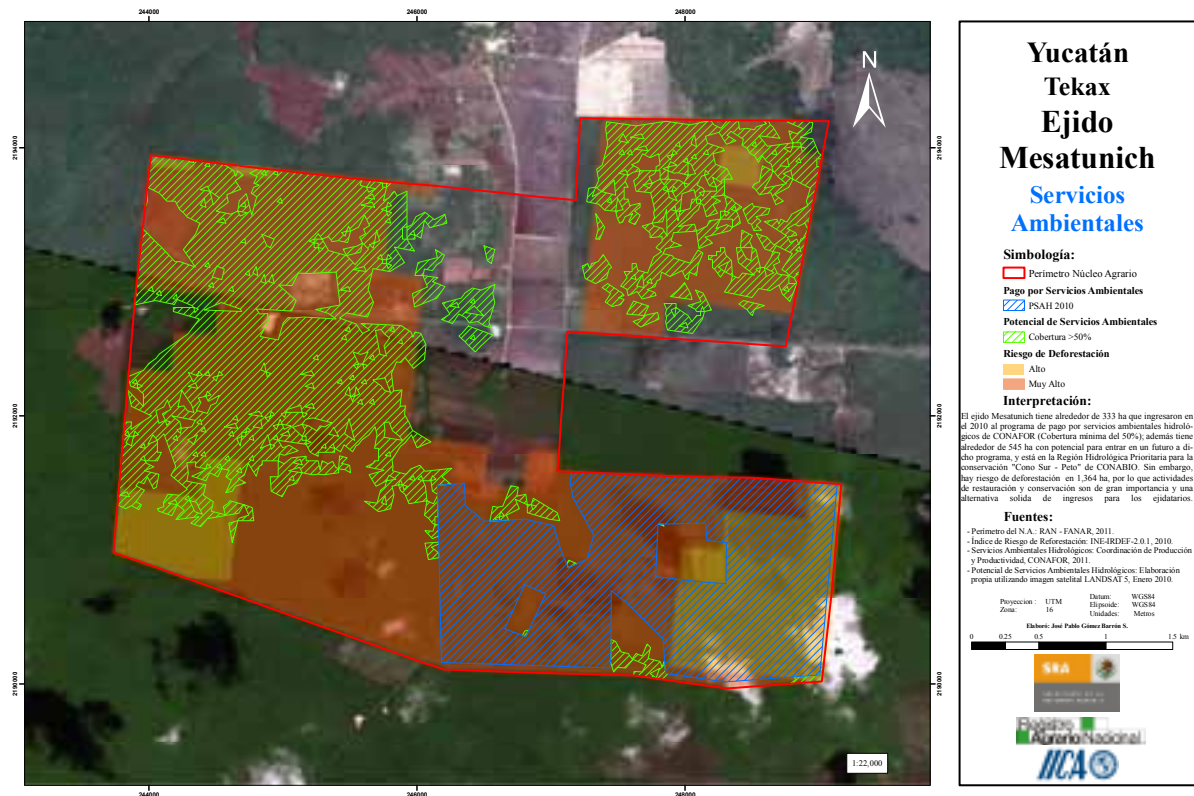 244000 246000 248000
2194000 2194000
2192000 2192000
2190000 2190000
244000 246000 248000
N
1:22,000
Yucatán
Tekax
Ejido
Mesatunich
Servicios
Ambientales
Simbología:
Perímetro Núcleo Agrario
Pago por Servicios Ambientales
PSAH 2010
Potencial de Servicios Ambientales
Cobertura >50%
Riesgo de Deforestación
Alto
Muy Alto
Interpretación:
El ejido Mesatunich tiene alrededor de 333 ha que ingresaron en
el 2010 al programa de pago por servicios ambientales hidroló-
gicos de CONAFOR (Cobertura mínima del 50%); además tiene
alrededor de 545 ha con potencial para entrar en un futuro a di-
cho programa, y está en la Región Hidrológica Prioritaria para la
conservación "Cono Sur - Peto" de CONABIO. Sin embargo,
hay riesgo de deforestación en 1,364 ha, por lo que actividades
de restauración y conservación son de gran importancia y una
alternativa solida de ingresos para los ejidatarios.
Fuentes:
- Perímetro del N.A.: RAN - FANAR, 2011.
- Índice de Riesgo de Reforestación: INE-IRDEF-2.0.1, 2010.
- Servicios Ambientales Hidrológicos: Coordinación de Producción
y Productividad, CONAFOR, 2011.
- Potencial de Servicios Ambientales Hidrológicos: Elaboración
propia utilizando imagen satelital LANDSAT 5, Enero 2010.
Proyeccion : UTM Datum: WGS84
Zona: 16 Elipsoide: WGS84
Unidades: Metros
Elaboró: José Pablo Gómez Barrón S.
0 0.25 0.5 1 1.5 km
SRA
Registro
Agrario Nacional
IICA